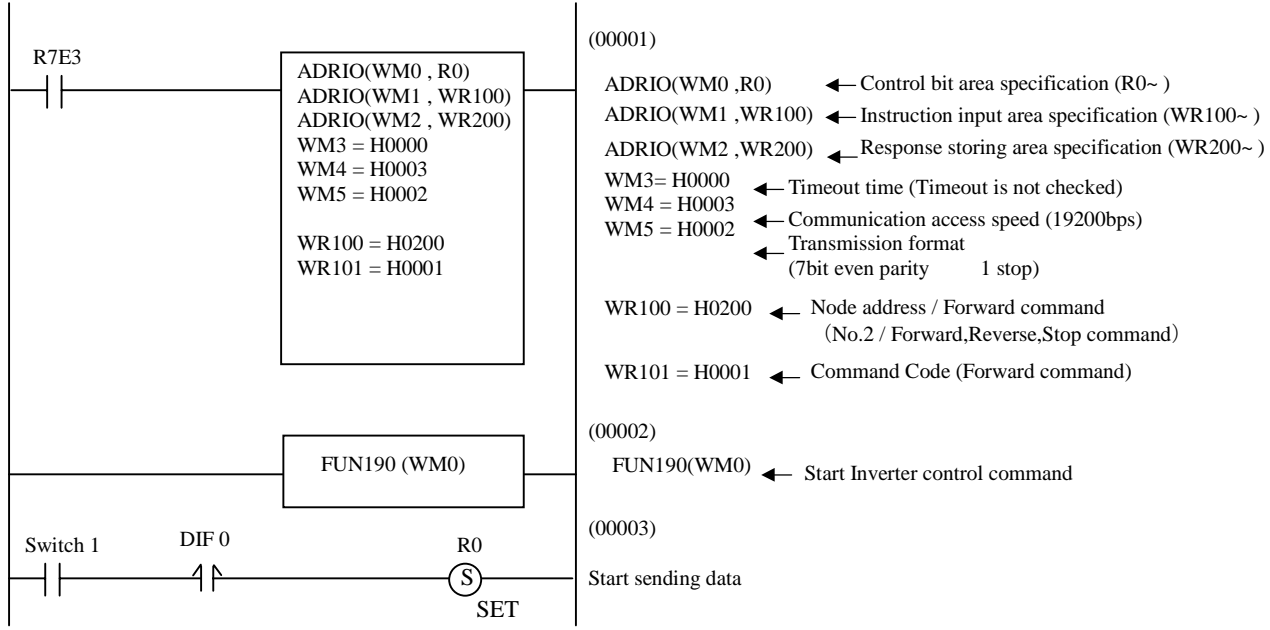 (00001)
R7E3
ADRIO(WM0 , R0)
ADRIO(WM1 , WR100)
ADRIO(WM2 , WR200)
WM3 = H0000
WM4 = H0003
WM5 = H0002
WR100 = H0200
WR101 = H0001
ADRIO(WM0 ,R0) Control bit area specification (R0~ )
ADRIO(WM1 ,WR100) Instruction input area specification (WR100~ )
ADRIO(WM2 ,WR200) Response storing area specification (WR200~ )
WM3= H0000 Timeout time (Timeout is not checked)
WM4 = H0003
WM5 = H0002 Communication access speed (19200bps)
Transmission format
(7bit even parity 1 stop)
WR100 = H0200 Node address / Forward command
(No.2 / Forward,Reverse,Stop command)
WR101 = H0001 Command Code (Forward command)
(00002)
FUN190 (WM0)
FUN190(WM0) Start Inverter control command
(00003)
Switch 1 DIF 0 R0
S
SET
Start sending data